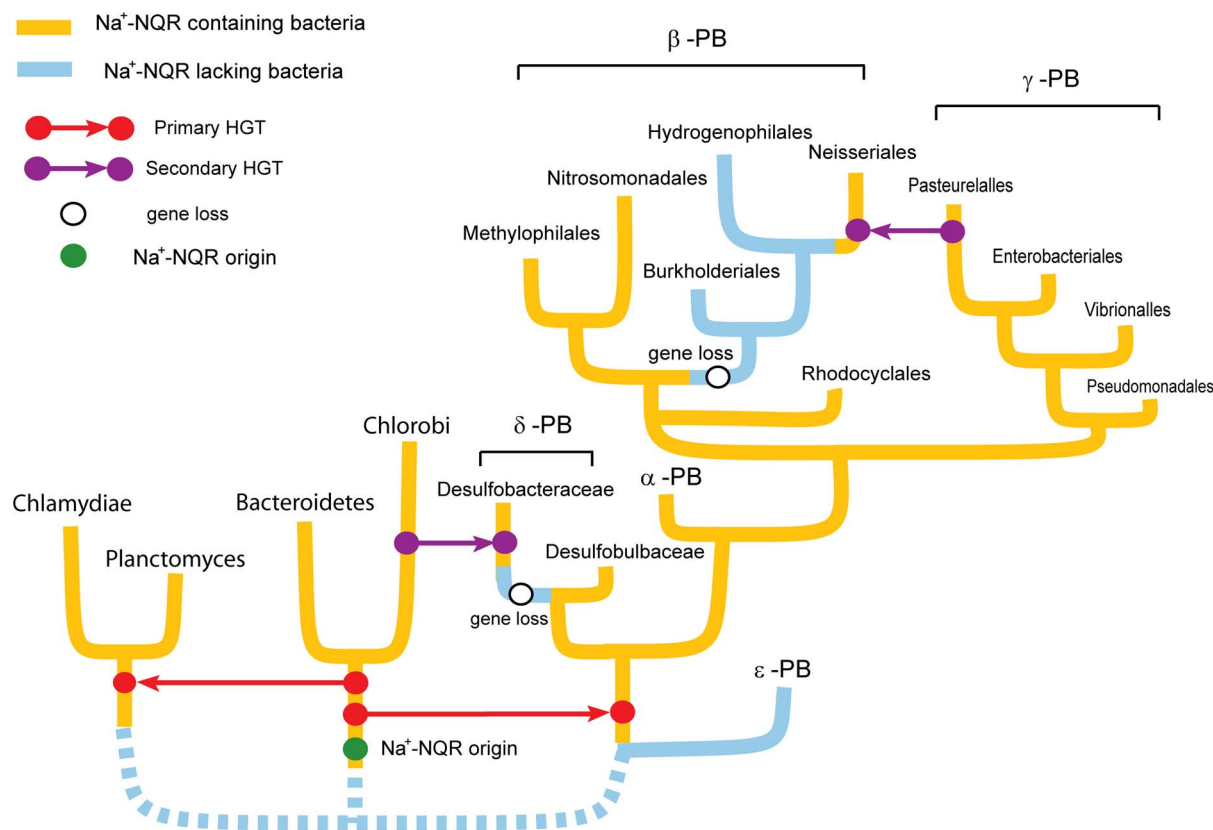 Na⁺-NQR containing bacteria
Na⁺-NQR lacking bacteria
Primary HGT
Secondary HGT
gene loss
Na⁺-NQR origin
β -PB
γ -PB
Hydrogenophilales
Neisseriales
Nitrosomonadales
Pasteurelalles
Methylophilales
Enterobacteriales
Burkholderiales
Vibrionalles
gene loss
Rhodocyclales
Pseudomonadales
Chlorobi
δ -PB
α -PB
Desulfobacteraceae
Bacteroidetes
Chlamydiae
Planctomyces
Desulfobulbaceae
gene loss
ε -PB
Na⁺-NQR origin